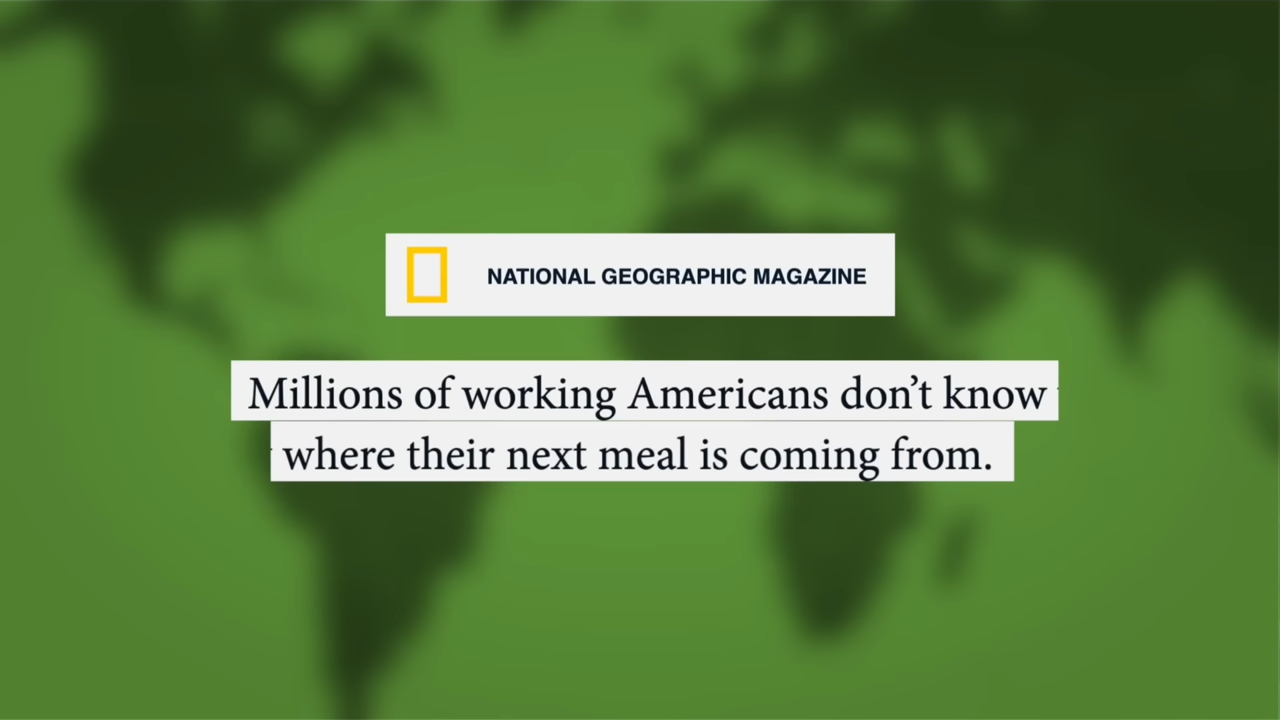 NATIONAL GEOGRAPHIC MAGAZINE
Millions of working Americans don’t know
where their next meal is coming from.